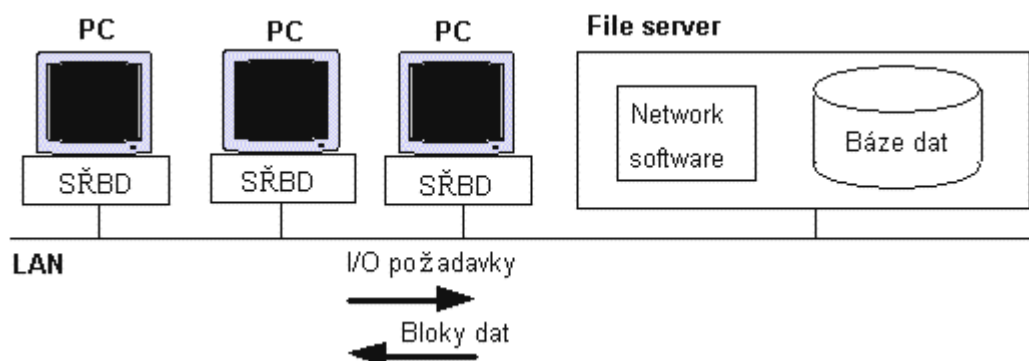 PC PC PC File server
Network
software
Báze dat
SŘBD SŘBD SŘBD
LAN
I/O požadavky
Bloky dat